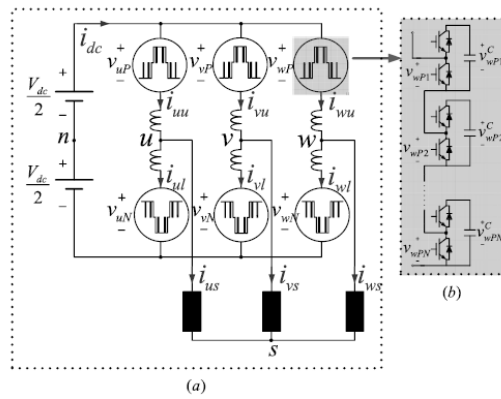 (a)
i_dc
V_dc/2
n
V_dc/2
+
−
+
−
v_uP
+
−
v_vP
+
−
v_wP
+
−
i_uu
i_vu
i_wu
u
v
w
i_ul
i_vl
i_wl
v_uN
+
−
v_vN
+
−
v_wN
+
−
i_us
i_vs
i_ws
s
(a)
(b)
v_wP1
+
−
v^C_wP1
+
−
v_wP2
+
−
v^C_wP2
+
−
v_wPN
+
−
v^C_wPN
+
−
(b)